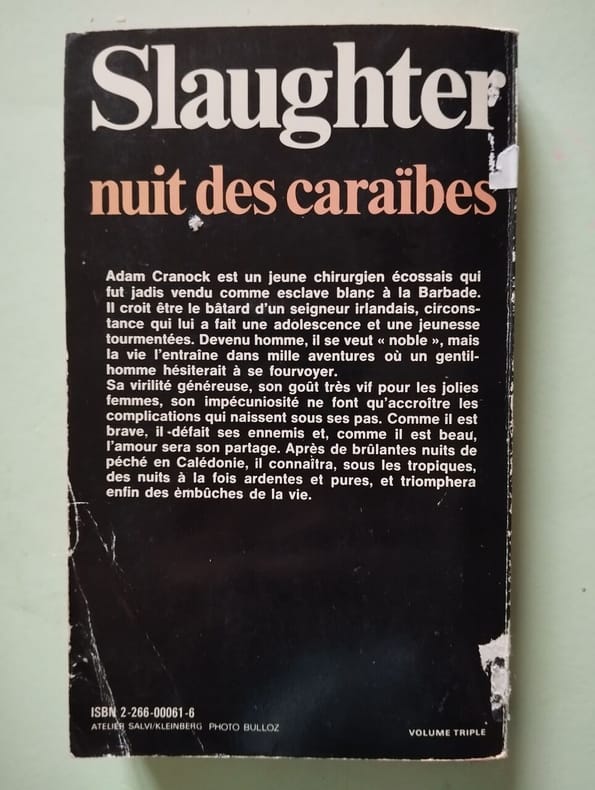 Slaughter
nuit des caraïbes
Adam Cranock est un jeune chirurgien écossais qui
fut jadis vendu comme esclave blanc à la Barbade.
Il croit être le bâtard d'un seigneur irlandais, circons-
tance qui lui a fait une adolescence et une jeunesse
tourmentées. Devenu homme, il se veut « noble », mais
la vie l'entraîne dans mille aventures où un gentil-
homme hésiterait à se fourvoyer.
Sa virilité généreuse, son goût très vif pour les jolies
femmes, son impécuniosité ne font qu'accroître les
complications qui naissent sous ses pas. Comme il est
brave, il -défait ses ennemis et, comme il est beau,
l'amour sera son partage. Après de brûlantes nuits de
péché en Calédonie, il connaîtra, sous les tropiques,
des nuits à la fois ardentes et pures, et triomphera
enfin des èmbûches de la vie.
ISBN 2-266-00061-6
ATELIER SALVI/KLEINBERG PHOTO BULLOZ
VOLUME TRIPLE